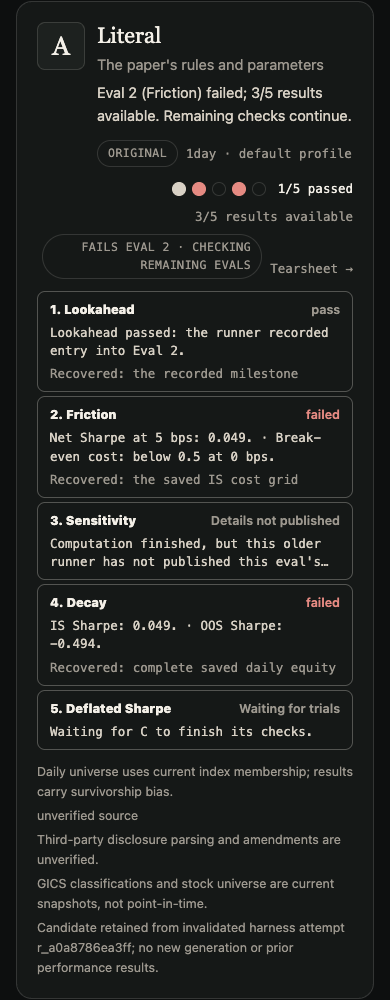 A
Literal
The paper's rules and parameters
Eval 2 (Friction) failed; 3/5 results
available. Remaining checks continue.
ORIGINAL 1day · default profile
1/5 passed
3/5 results available
FAILS EVAL 2 · CHECKING
REMAINING EVALS
Tearsheet →
1. Lookahead pass
Lookahead passed: the runner recorded
entry into Eval 2.
Recovered: the recorded milestone
2. Friction failed
Net Sharpe at 5 bps: 0.049. · Break-
even cost: below 0.5 at 0 bps.
Recovered: the saved IS cost grid
3. Sensitivity Details not published
Computation finished, but this older
runner has not published this eval's…
4. Decay failed
IS Sharpe: 0.049. · OOS Sharpe:
-0.494.
Recovered: complete saved daily equity
5. Deflated Sharpe Waiting for trials
Waiting for C to finish its checks.
Daily universe uses current index membership; results
carry survivorship bias.
unverified source
Third-party disclosure parsing and amendments are
unverified.
GICS classifications and stock universe are current
snapshots, not point-in-time.
Candidate retained from invalidated harness attempt
r_a0a8786ea3ff; no new generation or prior
performance results.